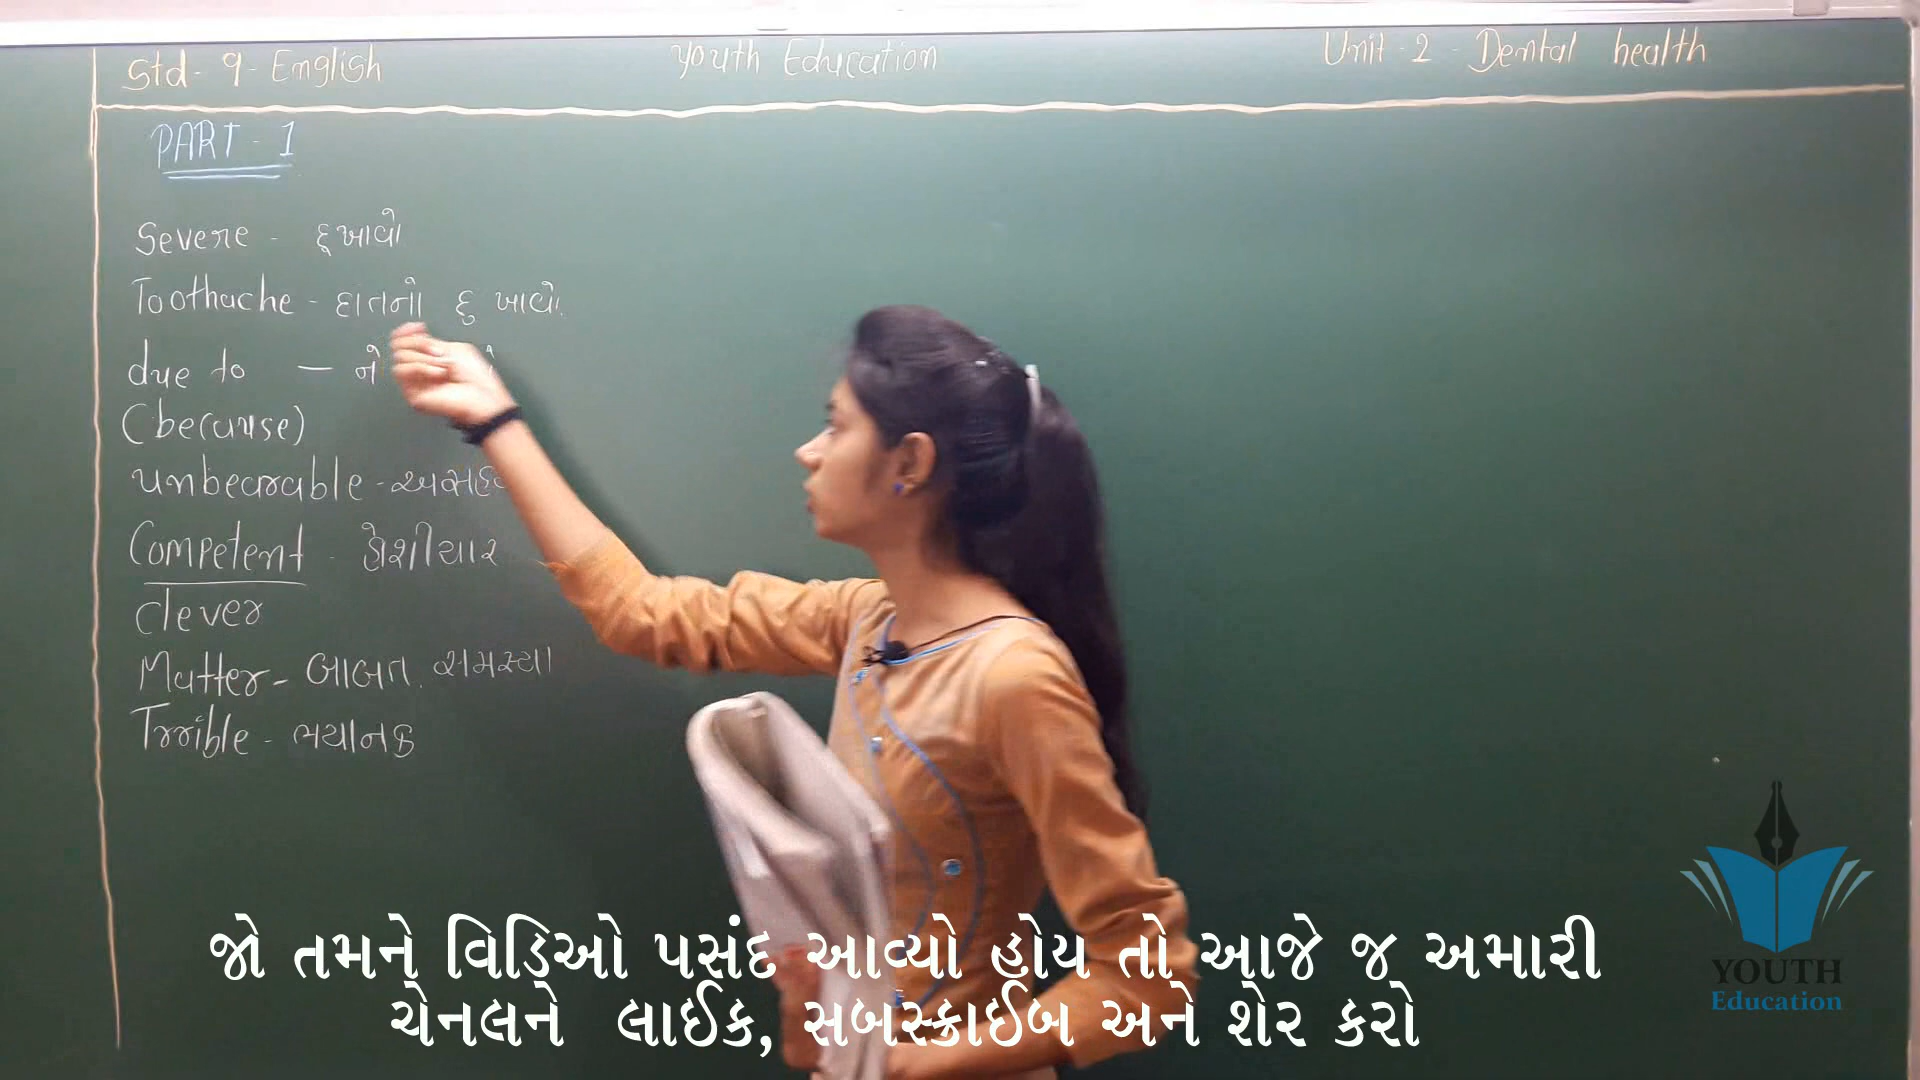 Std - 9 - English
Youth Education
Unit - 2 - Dental health
PART - 1
Severe - દુખાવો
Toothache - દાતનો દુ ખાવો.
due to - ને
(because)
unbearable - અસહ
Competent - હોશીયાર
clever
Matter - બાબત. સમસ્યા
Trrible - ભયાનક
જો તમને વિડિઓ પસંદ આવ્યો હોય તો આજે જ અમારી
ચેનલને લાઈક, સબસ્ક્રાઈબ અને શેર કરો
YOUTH
Education